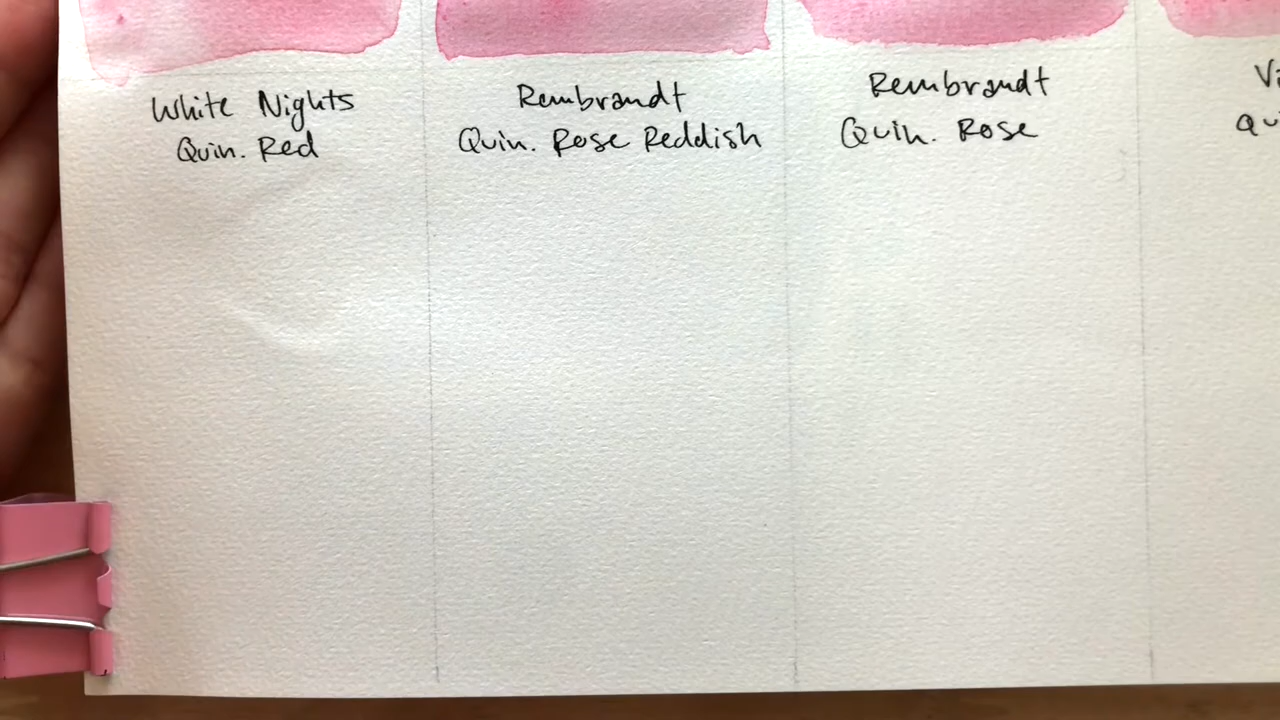 White Nights
Quin. Red
Rembrandt
Quin. Rose Reddish
Rembrandt
Quin. Rose